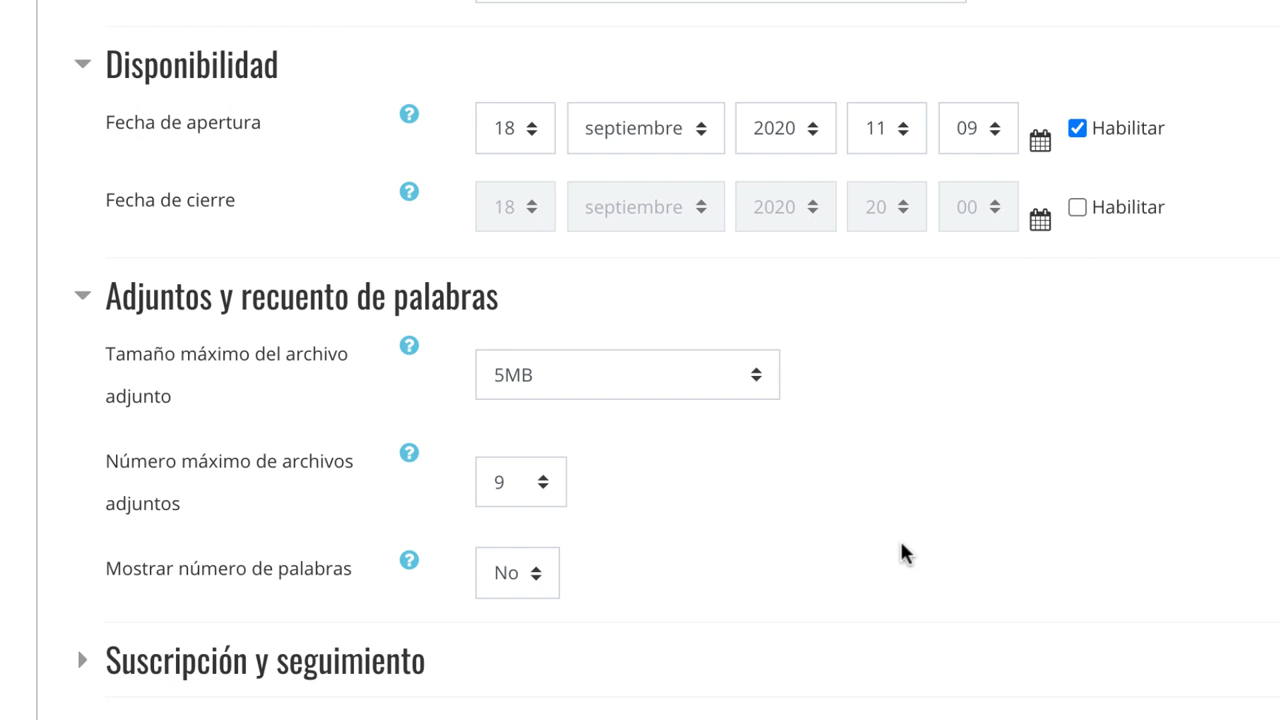 Disponibilidad
Fecha de apertura ? 18 septiembre 2020 11 09 Habilitar
Fecha de cierre ? 18 septiembre 2020 20 00 Habilitar
Adjuntos y recuento de palabras
Tamaño máximo del archivo ? 5MB
adjunto
Número máximo de archivos ? 9
adjuntos
Mostrar número de palabras ? No
Suscripción y seguimiento